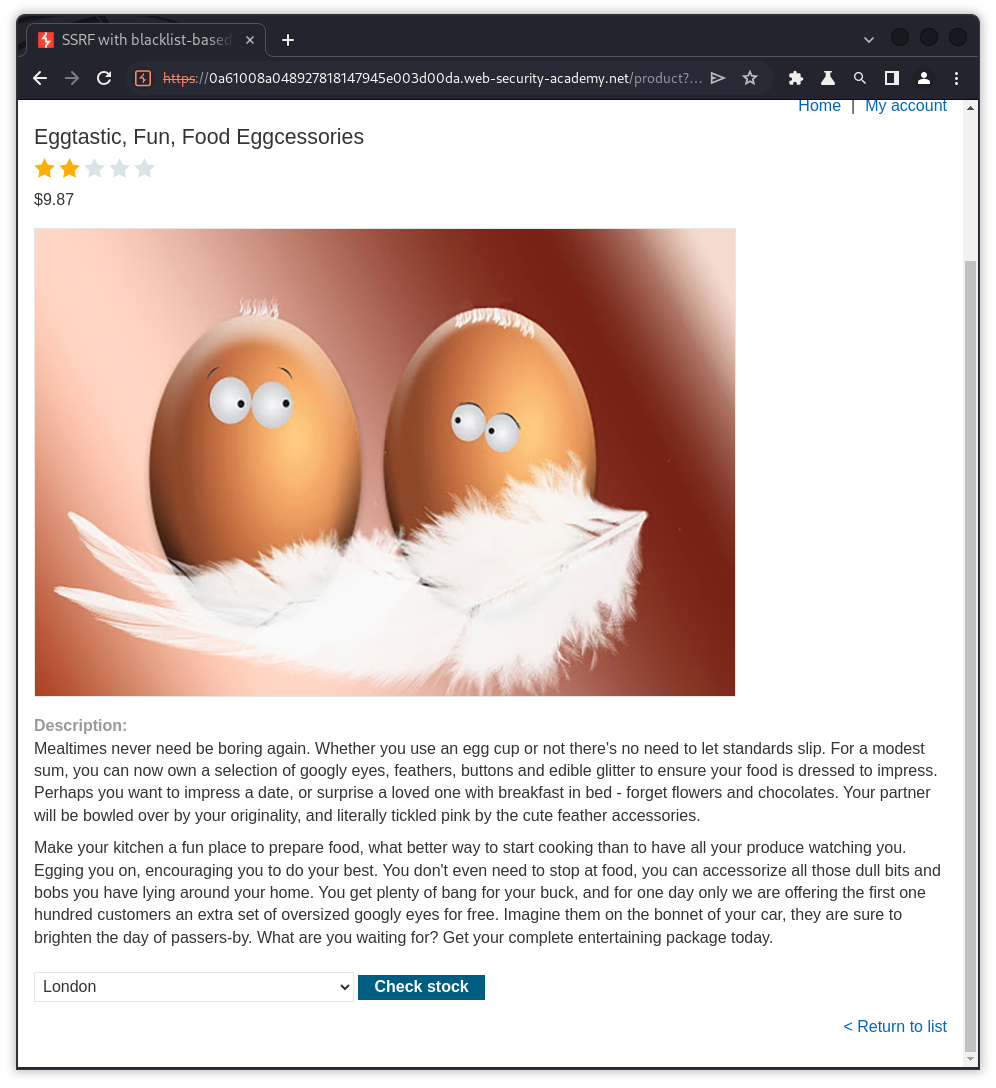 SSRF with blacklist-based
https://0a61008a048927818147945e003d00da.web-security-academy.net/product?...
Home | My account
Eggtastic, Fun, Food Eggcessories
$9.87
Description:
Mealtimes never need be boring again. Whether you use an egg cup or not there's no need to let standards slip. For a modest
sum, you can now own a selection of googly eyes, feathers, buttons and edible glitter to ensure your food is dressed to impress.
Perhaps you want to impress a date, or surprise a loved one with breakfast in bed - forget flowers and chocolates. Your partner
will be bowled over by your originality, and literally tickled pink by the cute feather accessories.
Make your kitchen a fun place to prepare food, what better way to start cooking than to have all your produce watching you.
Egging you on, encouraging you to do your best. You don't even need to stop at food, you can accessorize all those dull bits and
bobs you have lying around your home. You get plenty of bang for your buck, and for one day only we are offering the first one
hundred customers an extra set of oversized googly eyes for free. Imagine them on the bonnet of your car, they are sure to
brighten the day of passers-by. What are you waiting for? Get your complete entertaining package today.
London Check stock
< Return to list